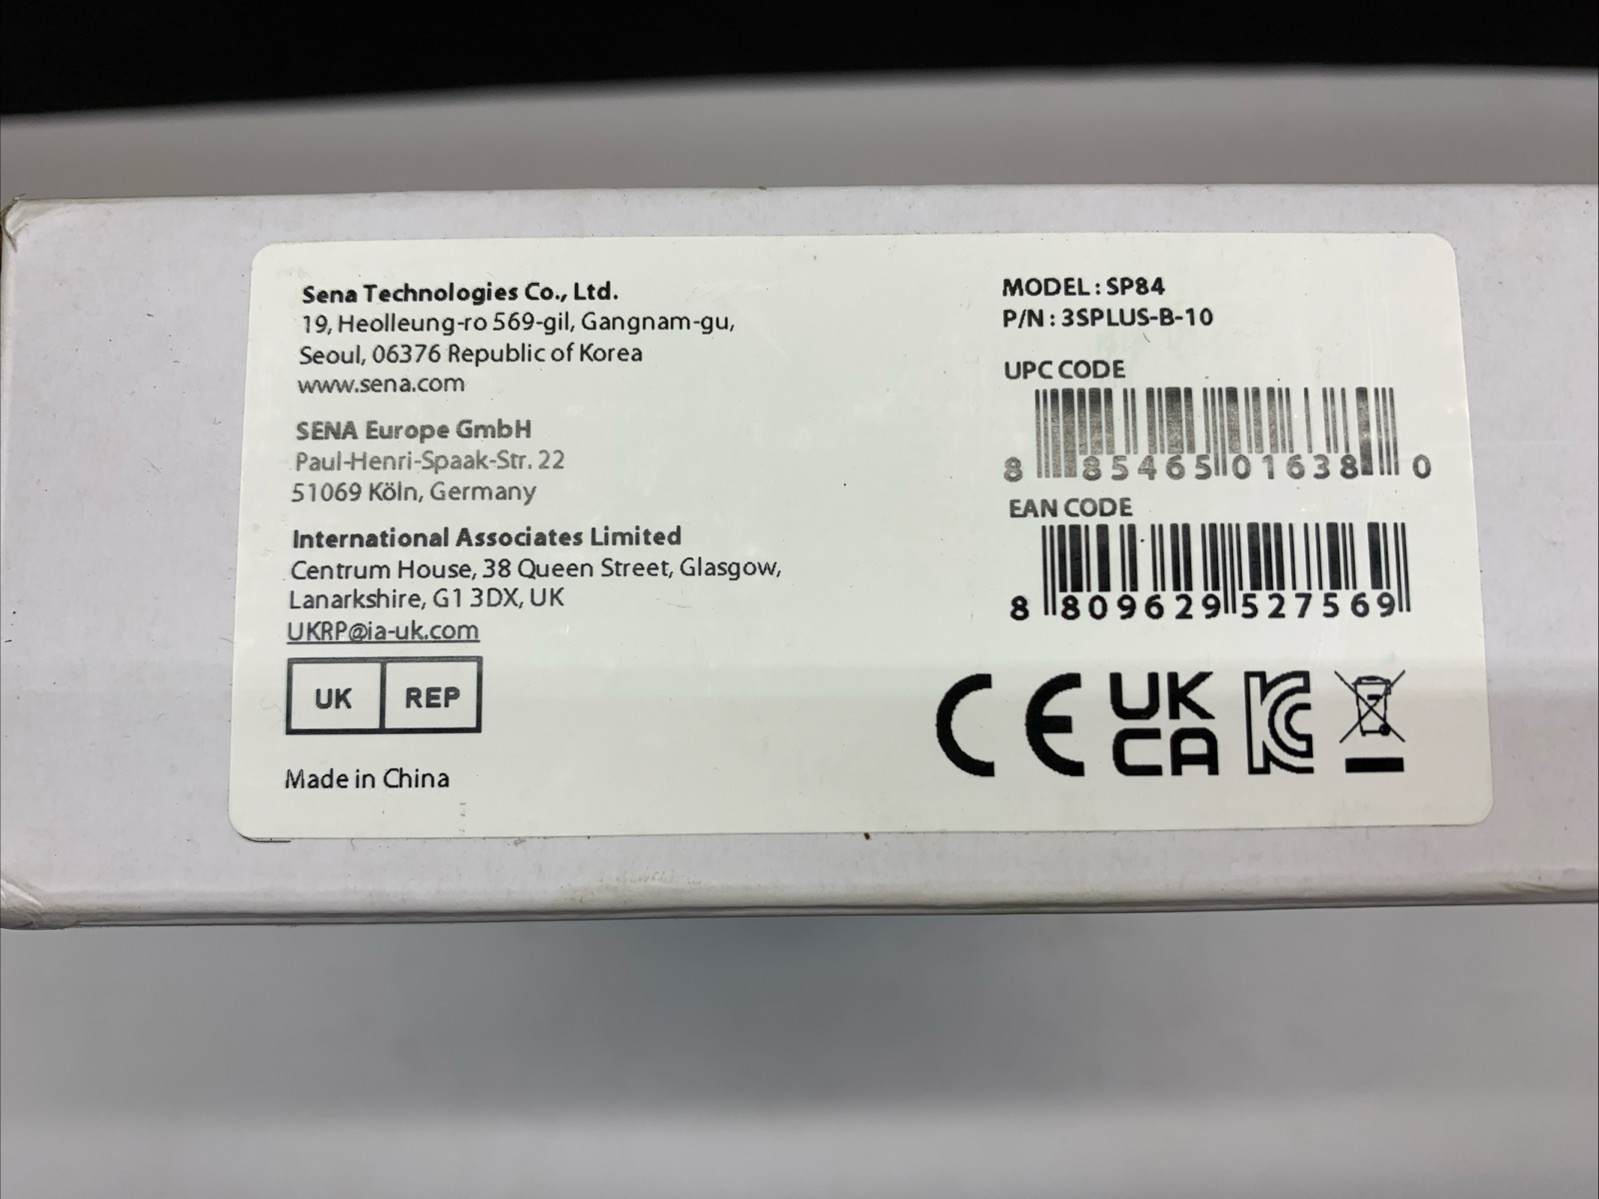 Sena Technologies Co., Ltd.
19, Heolleung-ro 569-gil, Gangnam-gu,
Seoul, 06376 Republic of Korea
www.sena.com
SENA Europe GmbH
Paul-Henri-Spaak-Str. 22
51069 Köln, Germany
International Associates Limited
Centrum House, 38 Queen Street, Glasgow,
Lanarkshire, G1 3DX, UK
UKRP@ia-uk.com
UK REP
Made in China
MODEL : SP84
P/N : 3SPLUS-B-10
UPC CODE
8 85465 01638 0
EAN CODE
8 809629 527569
CE UK CA KC